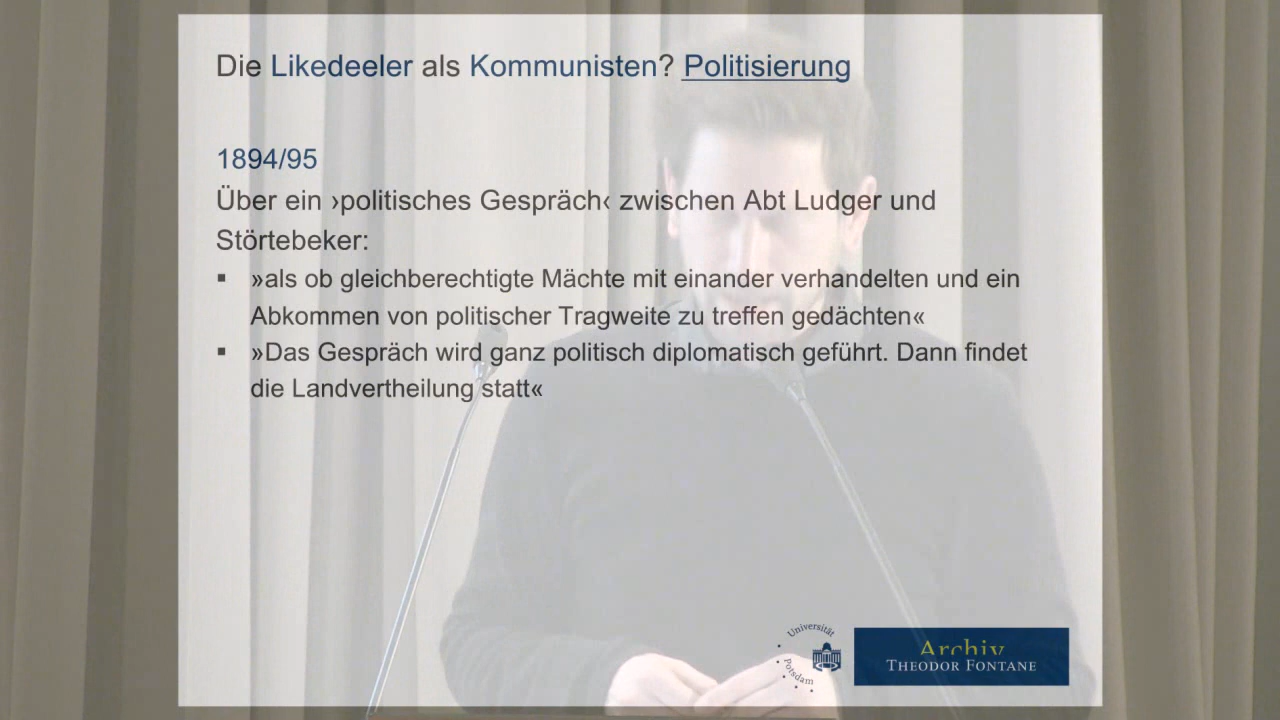 Die Likedeeler als Kommunisten? Politisierung
1894/95
Über ein ›politisches Gespräch‹ zwischen Abt Ludger und
Störtebeker:
▪ »als ob gleichberechtigte Mächte mit einander verhandelten und ein
Abkommen von politischer Tragweite zu treffen gedächten«
▪ »Das Gespräch wird ganz politisch diplomatisch geführt. Dann findet
die Landvertheilung statt«
Universität
Potsdam
Archiv
THEODOR FONTANE